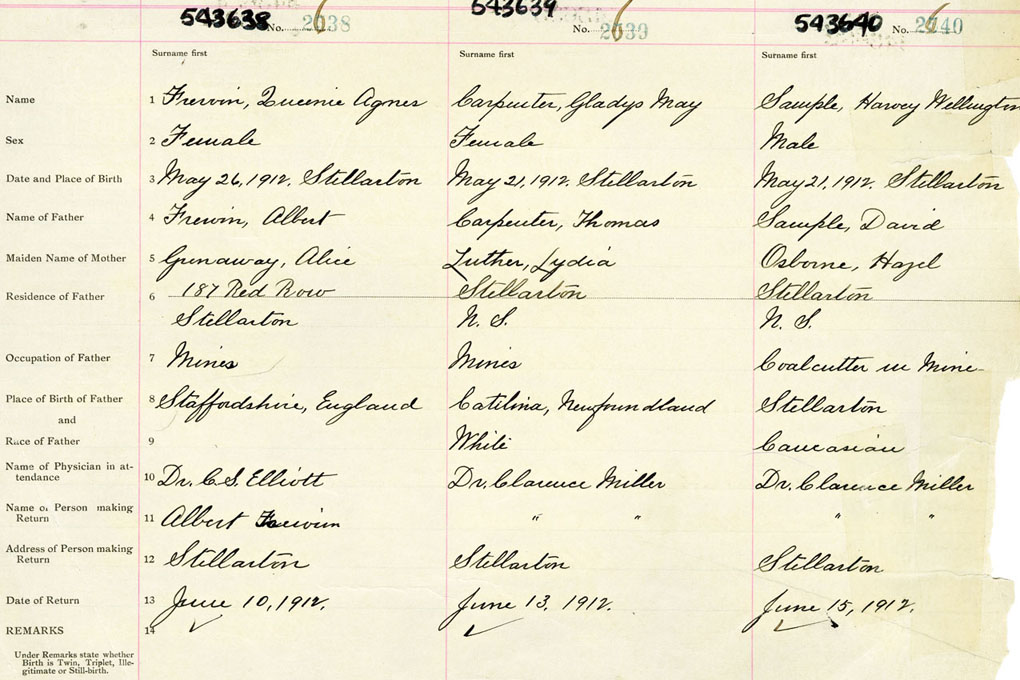 543638 No. 2638 543639 No. 2639 543640 No. 2640
Surname first Surname first Surname first
Name 1 Frewin, Queenie Agnes Carpenter, Gladys May Sample, Harvey Wellington
Sex 2 Female Female Male
Date and Place of Birth 3 May 26, 1912. Stellarton May 21, 1912. Stellarton May 21, 1912. Stellarton
Name of Father 4 Frewin, Albert Carpenter, Thomas Sample, David
Maiden Name of Mother 5 Gunaway, Alice Luther, Lydia Osborne, Hazel
Residence of Father 6 187 Red Row Stellarton Stellarton
Stellarton N. S. N. S.
Occupation of Father 7 Mines Mines Coalcutter in Mine
Place of Birth of Father 8 Staffordshire, England Catilina, Newfoundland Stellarton
and
Race of Father 9 White Caucasian
Name of Physician in at-
tendance 10 Dr. C. S. Elliott Dr. Clarence Miller Dr. Clarence Miller
Name of Person making
Return 11 Albert Frewin " " " "
Address of Person making
Return 12 Stellarton Stellarton Stellarton
Date of Return 13 June 10, 1912. June 13, 1912. June 15, 1912.
REMARKS 14
Under Remarks state whether
Birth is Twin, Triplet, Ille-
gitimate or Still-birth.